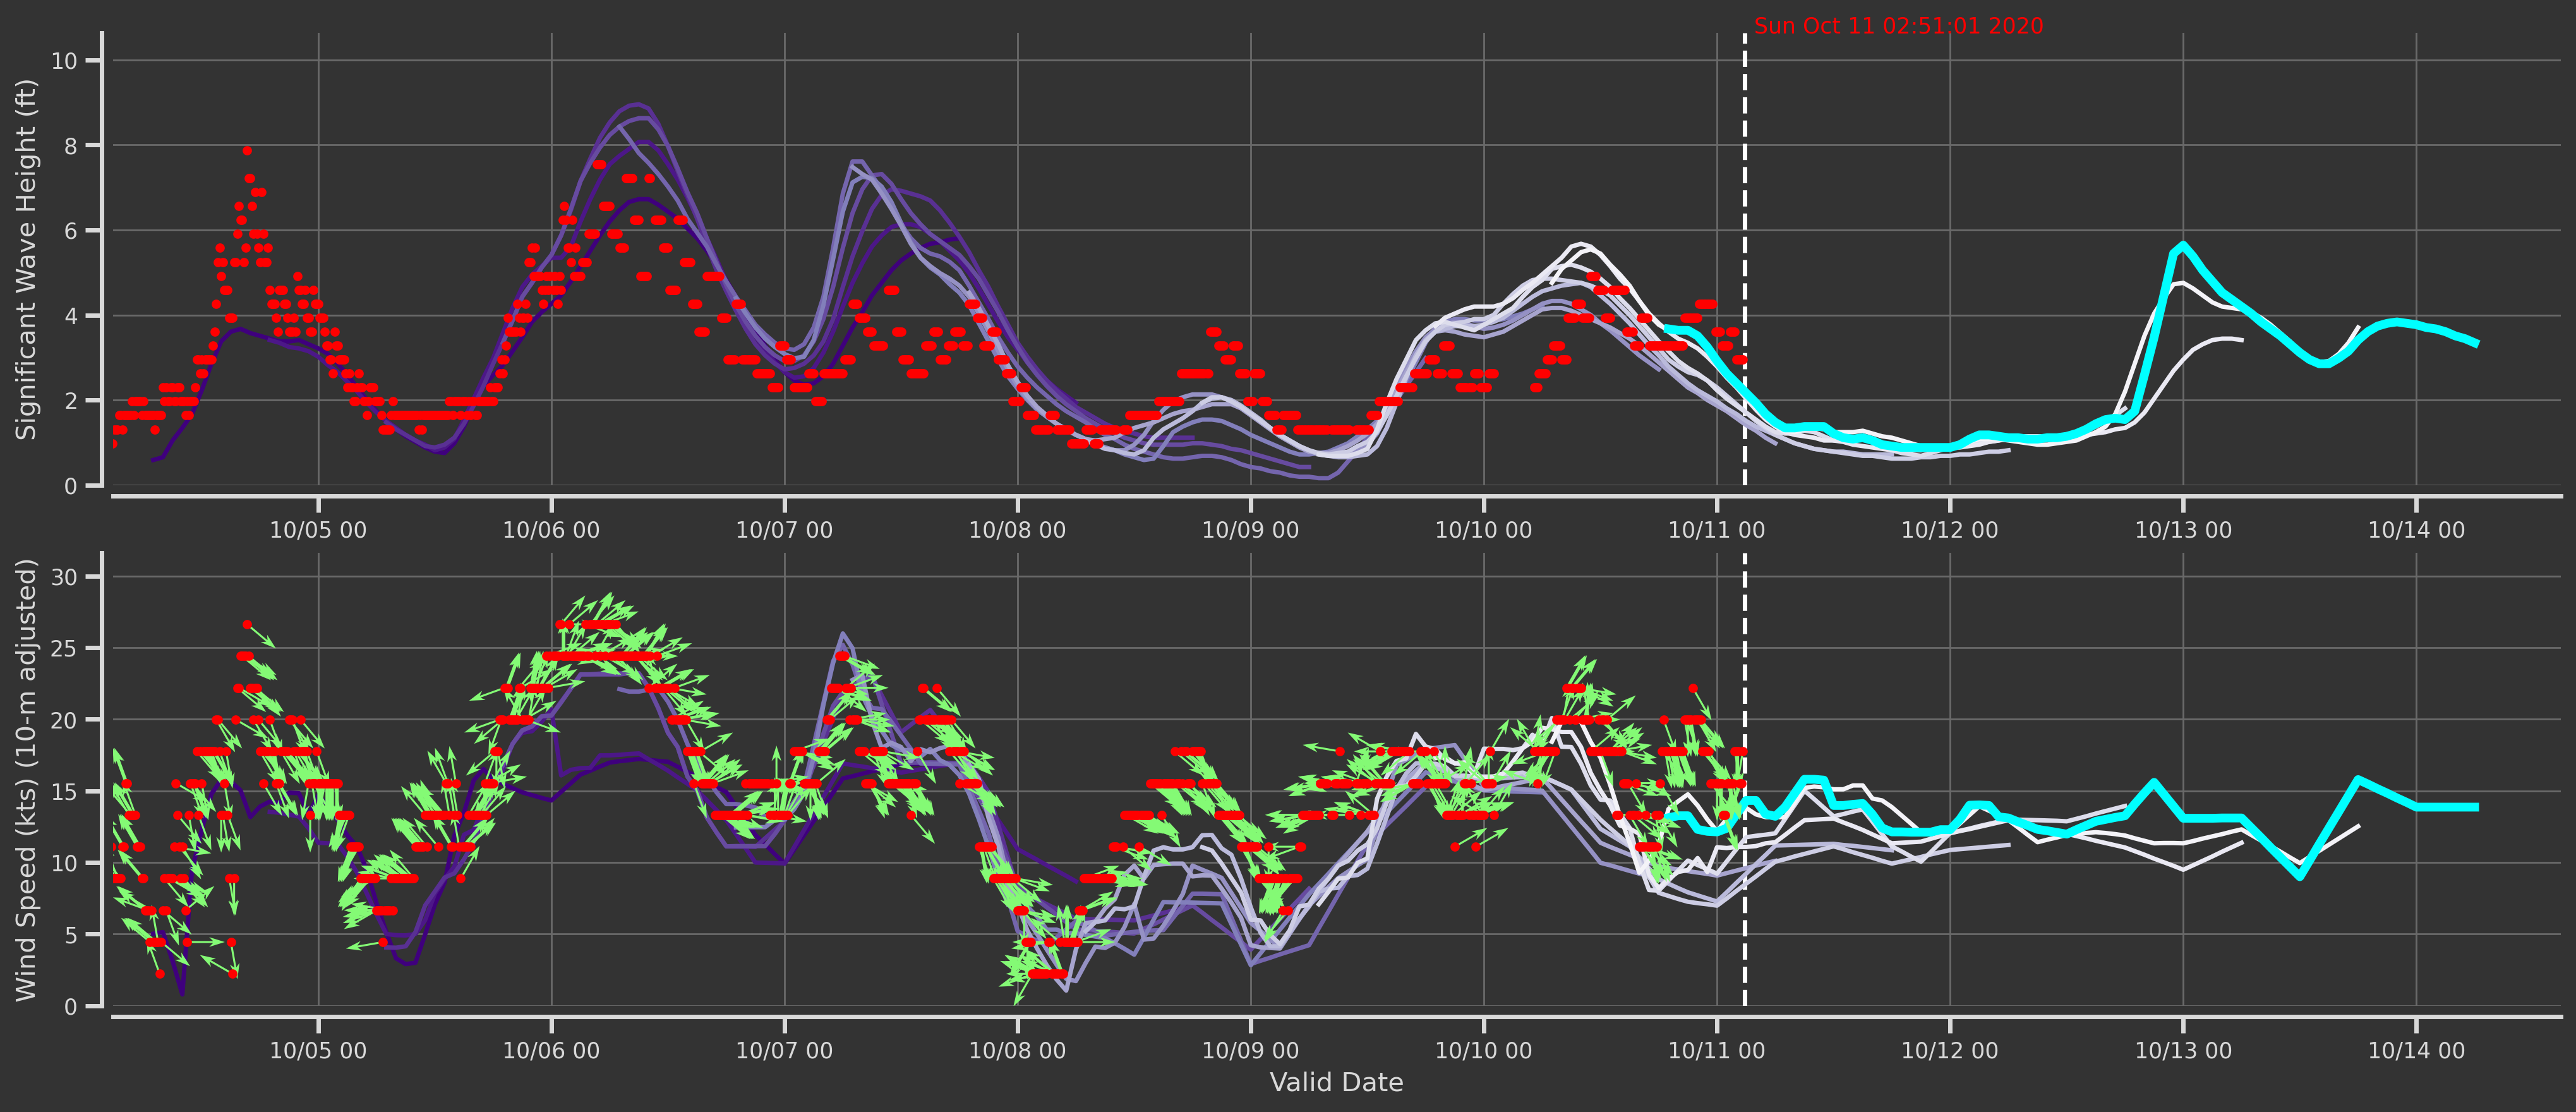 Sun Oct 11 02:51:01 2020
Significant Wave Height (ft)
10
8
6
4
2
0
10/05 00 10/06 00 10/07 00 10/08 00 10/09 00 10/10 00 10/11 00 10/12 00 10/13 00 10/14 00
Wind Speed (kts) (10-m adjusted)
30
25
20
15
10
5
0
10/05 00 10/06 00 10/07 00 10/08 00 10/09 00 10/10 00 10/11 00 10/12 00 10/13 00 10/14 00
Valid Date